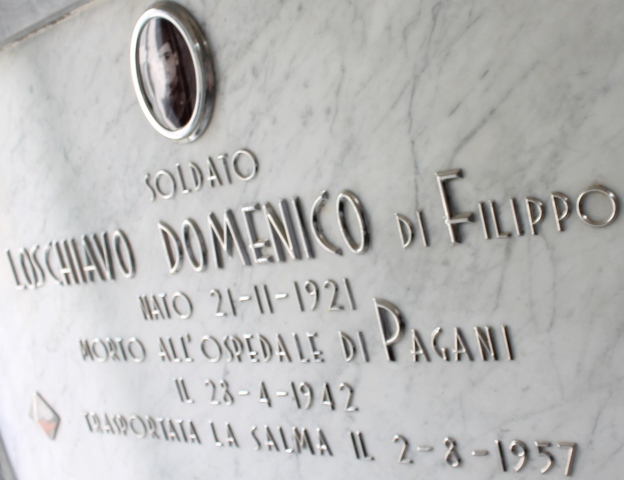 SOLDATO
LOSCHIAVO DOMENICO DI FILIPPO
NATO 21-11-1921
MORTO ALL'OSPEDALE DI PAGANI
IL 28-4-1942
TRASPORTATA LA SALMA IL 2-8-1957